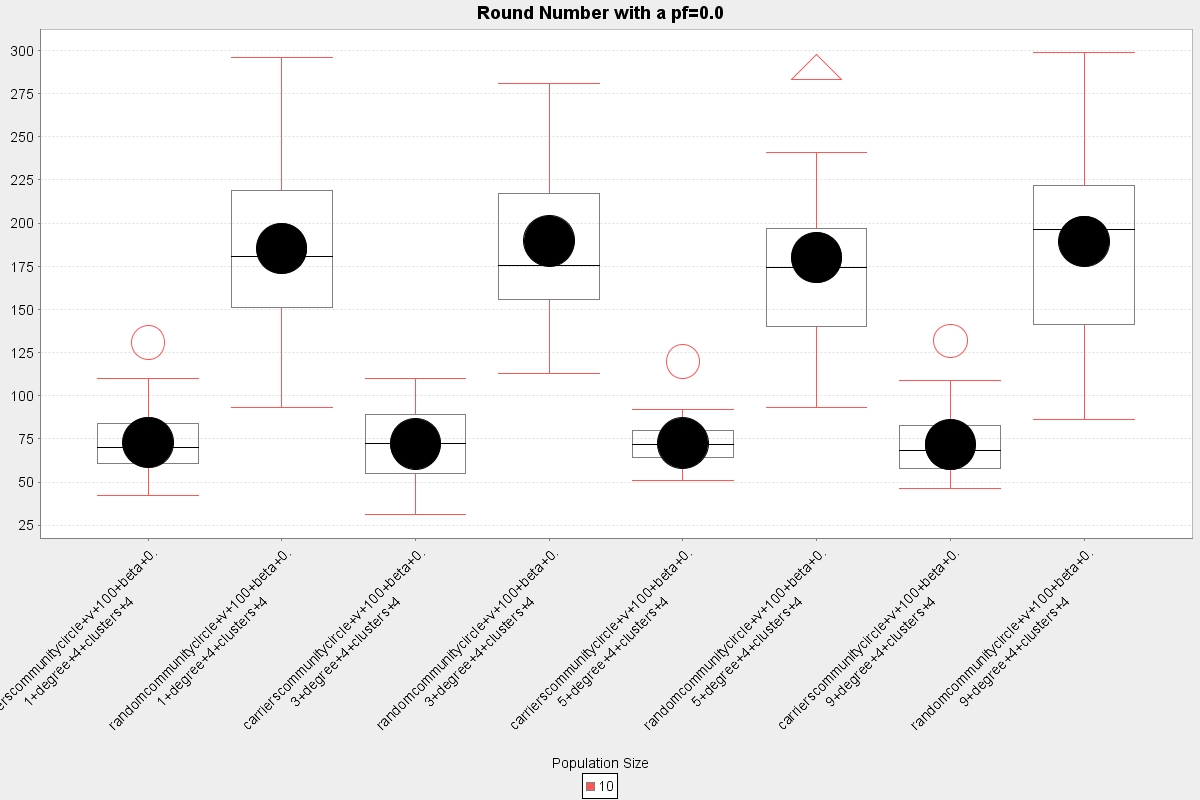 Round Number with a pf=0.0
300
275
250
225
200
175
150
125
100
75
50
25
erscommunitycircle+v+100+beta+0.
1+degree+4+clusters+4
randomcommunitycircle+v+100+beta+0.
1+degree+4+clusters+4
carrierscommunitycircle+v+100+beta+0.
3+degree+4+clusters+4
randomcommunitycircle+v+100+beta+0.
3+degree+4+clusters+4
carrierscommunitycircle+v+100+beta+0.
5+degree+4+clusters+4
randomcommunitycircle+v+100+beta+0.
5+degree+4+clusters+4
carrierscommunitycircle+v+100+beta+0.
9+degree+4+clusters+4
randomcommunitycircle+v+100+beta+0.
9+degree+4+clusters+4
Population Size
10